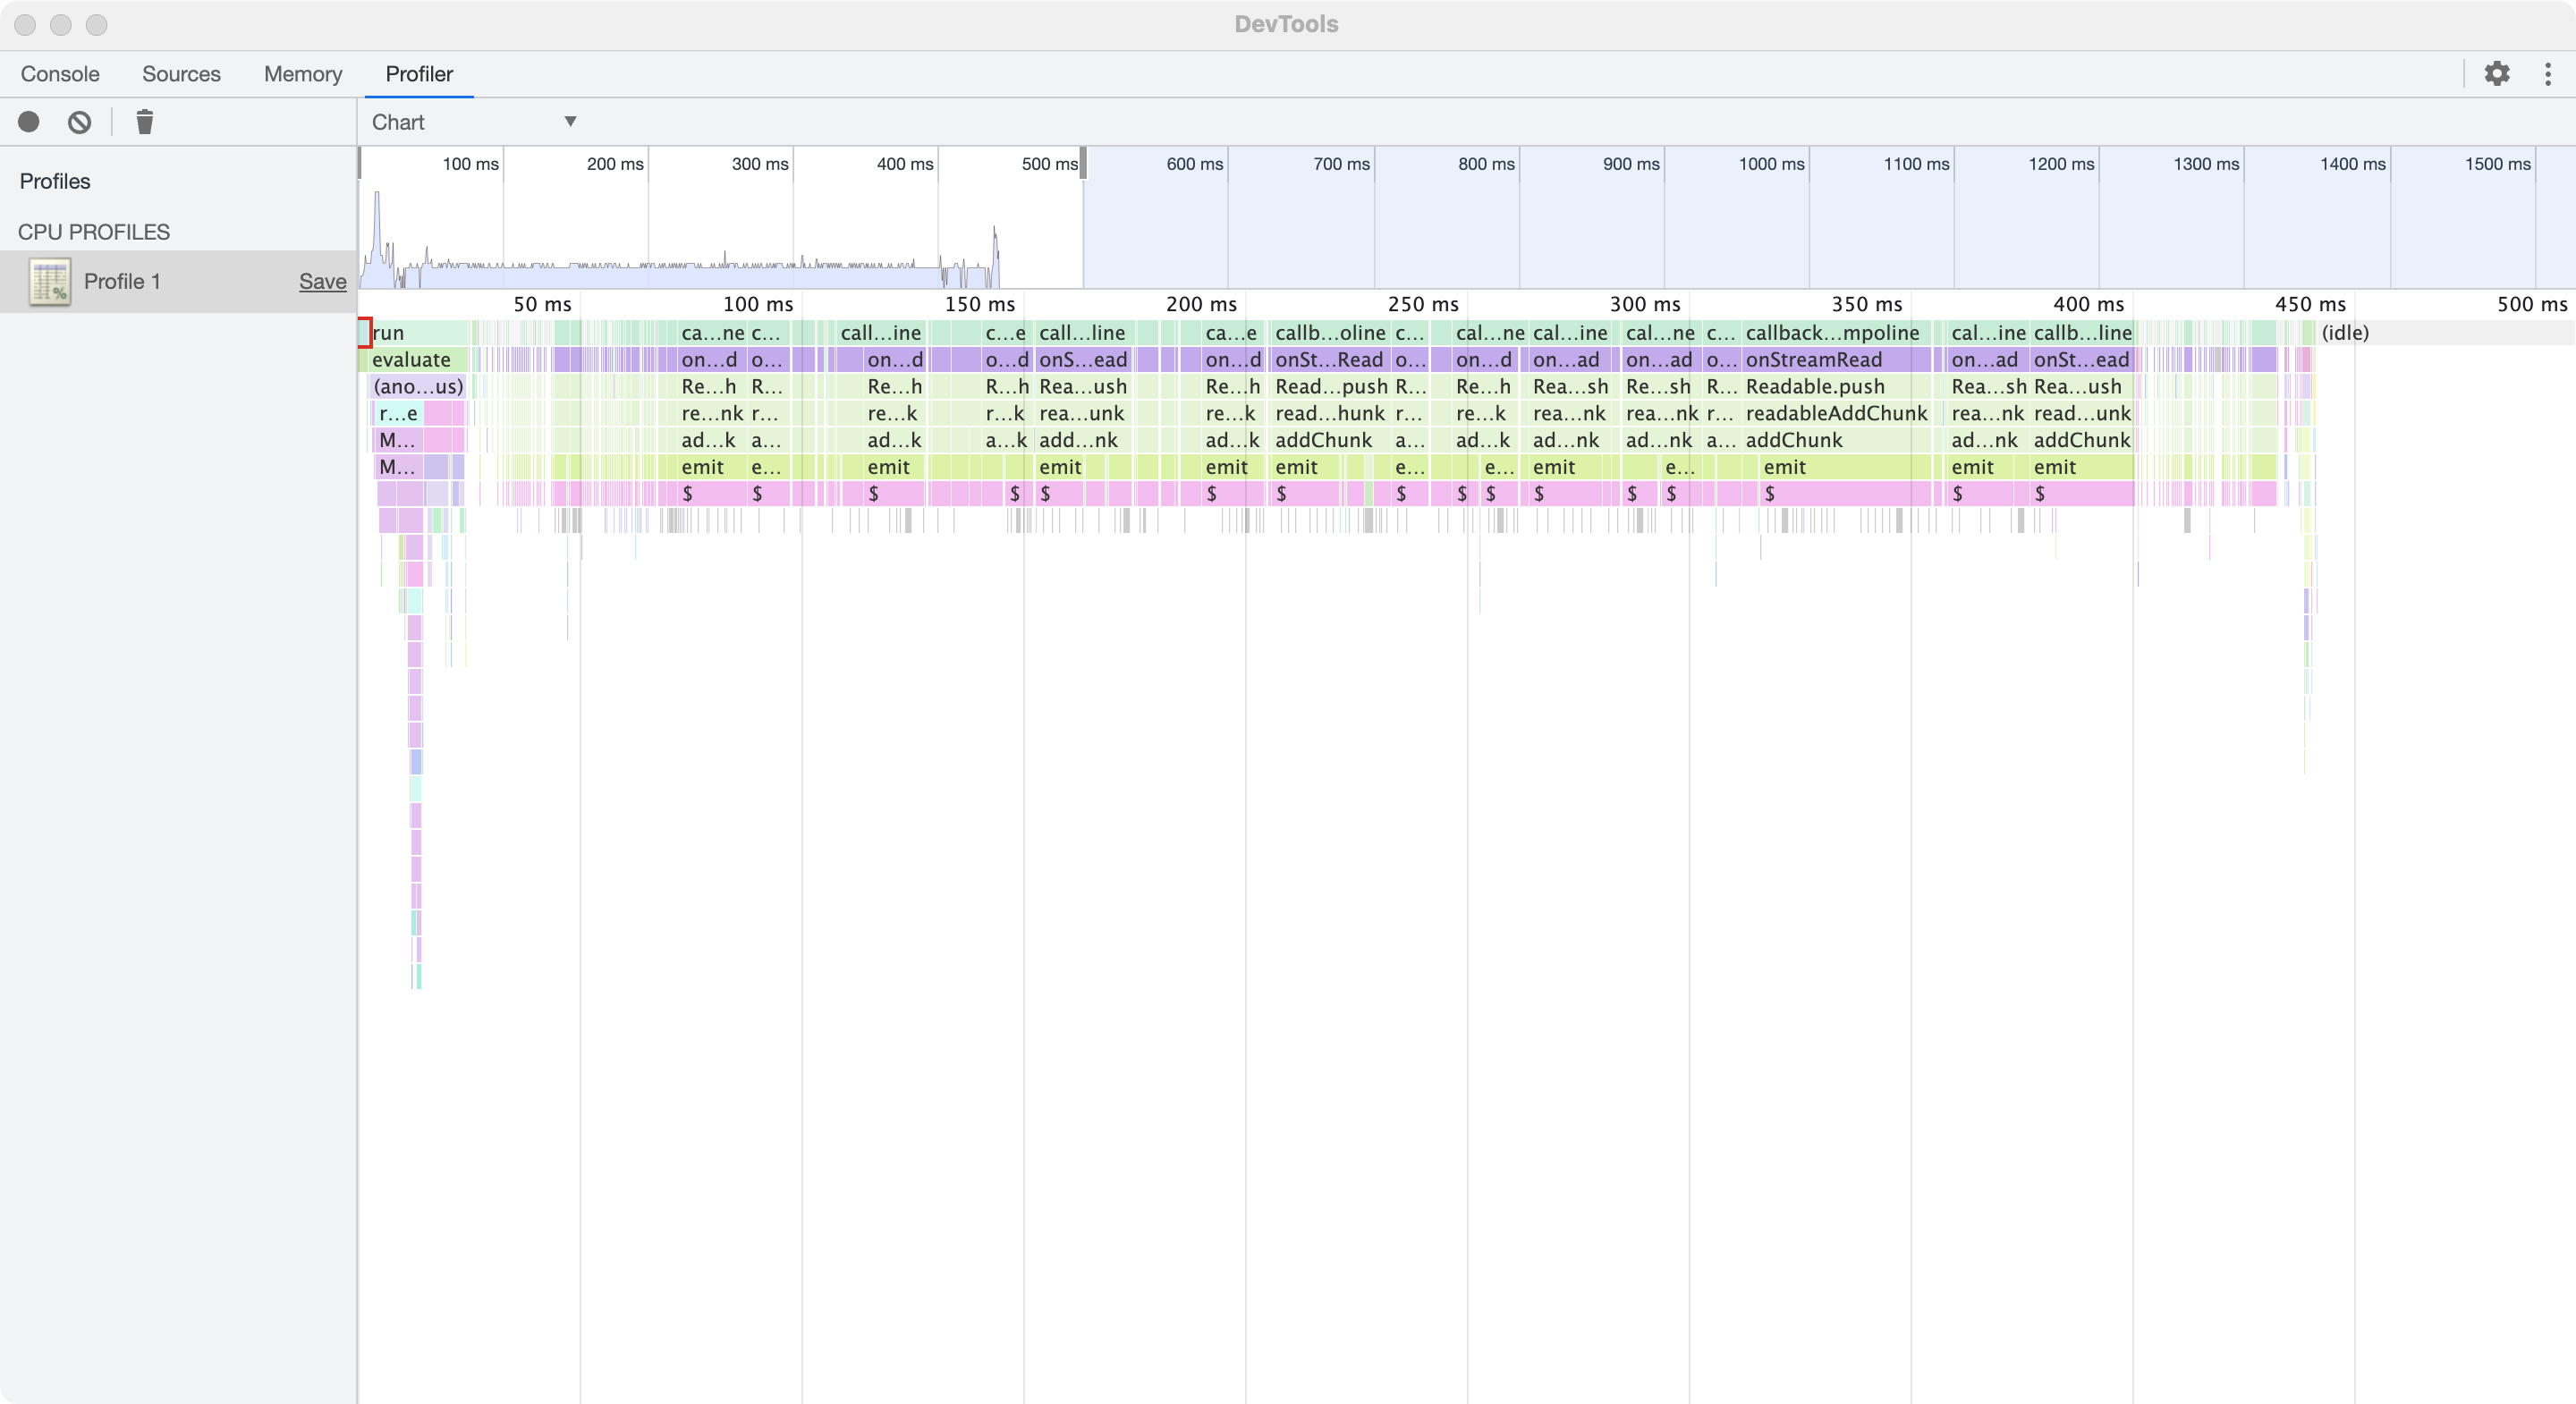 DevTools
Console Sources Memory Profiler
Chart ▼
Profiles
CPU PROFILES
Profile 1 Save
100 ms 200 ms 300 ms 400 ms 500 ms 600 ms 700 ms 800 ms 900 ms 1000 ms 1100 ms 1200 ms 1300 ms 1400 ms 1500 ms
50 ms 100 ms 150 ms 200 ms 250 ms 300 ms 350 ms 400 ms 450 ms 500 ms
run ca…ne c… call…ine c…e call…line ca…e callb…oline c… cal…ne cal…ine cal…ne c… callback…mpoline cal…ine callb…line (idle)
evaluate on…d o… on…d o…d onS…ead on…d onSt…Read o… on…d on…ad on…ad o… onStreamRead on…ad onSt…ead
(ano…us) Re…h R… Re…h R…h Rea…ush Re…h Read…push R… Re…h Rea…sh Re…sh R… Readable.push Rea…sh Rea…ush
r…e re…nk r… re…k r…k rea…unk re…k read…hunk r… re…k rea…nk rea…nk r… readableAddChunk rea…nk read…unk
M… ad…k a… ad…k a…k add…nk ad…k addChunk a… ad…k ad…nk ad…nk a… addChunk ad…nk addChunk
M… emit e… emit emit emit emit e… e… emit e… emit emit emit
$ $ $ $ $ $ $ $ $ $ $ $ $ $ $ $